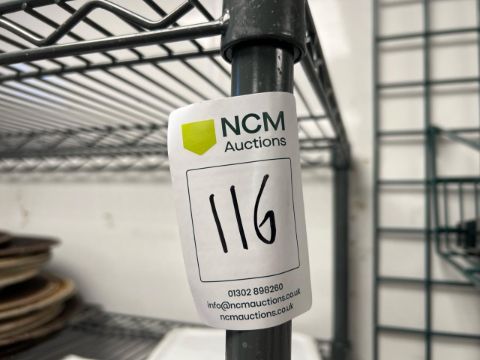 NCM
Auctions
116
01302 898260
info@ncmauctions.co.uk
ncmauctions.co.uk